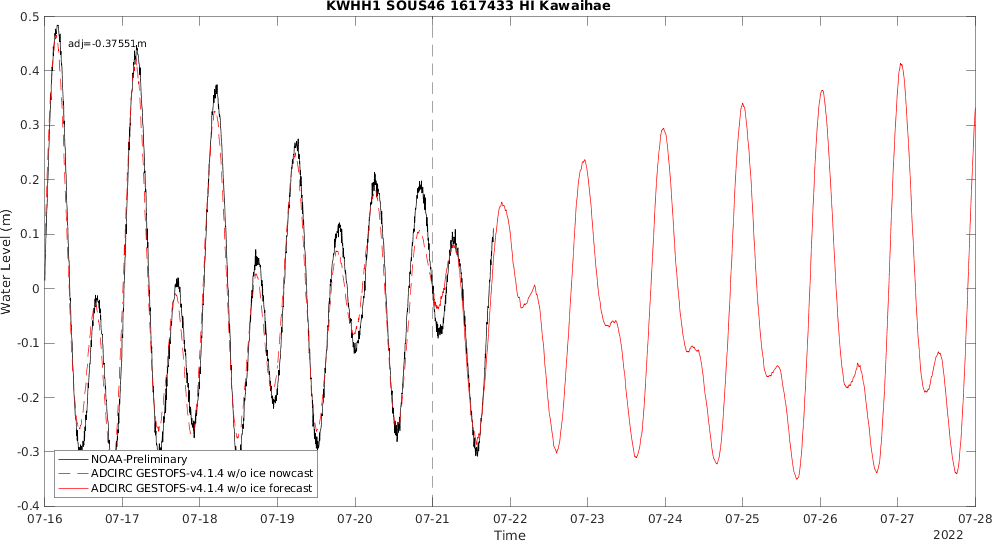 KWHH1 SOUS46 1617433 HI Kawaihae
adj=-0.37551m
0.5
0.4
0.3
0.2
0.1
0
-0.1
-0.2
-0.3
-0.4
Water Level (m)
NOAA-Preliminary
ADCIRC GESTOFS-v4.1.4 w/o ice nowcast
ADCIRC GESTOFS-v4.1.4 w/o ice forecast
07-16 07-17 07-18 07-19 07-20 07-21 07-22 07-23 07-24 07-25 07-26 07-27 07-28
Time
2022